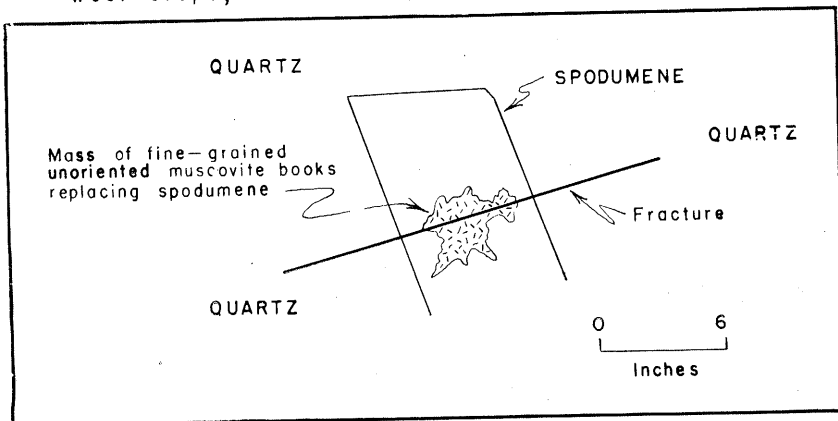 QUARTZ
SPODUMENE
QUARTZ
Mass of fine-grained
unoriented muscovite books
replacing spodumene
Fracture
QUARTZ
0 6
Inches